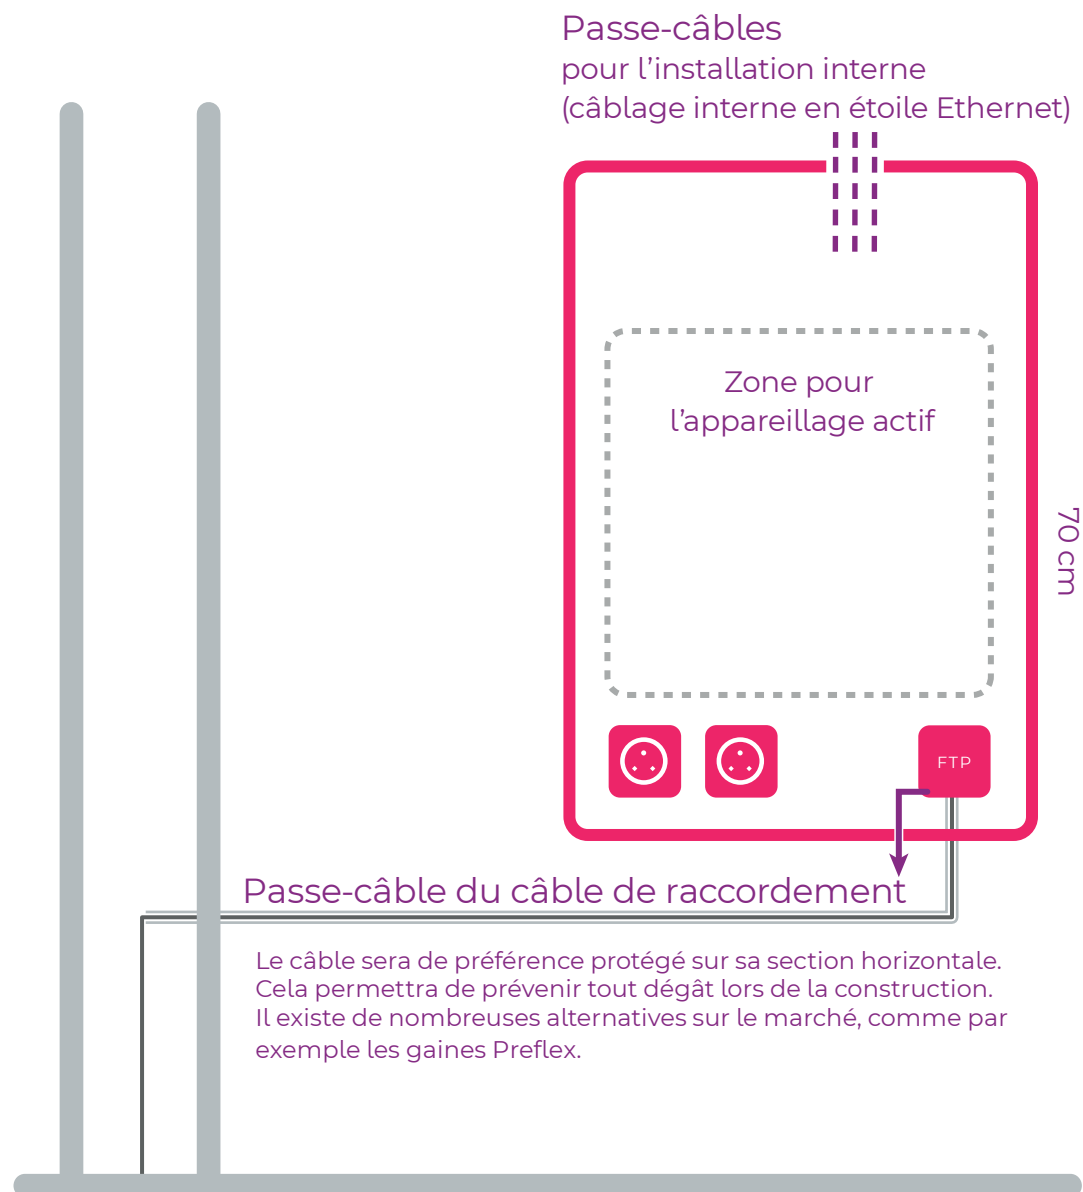 Passe-câbles
pour l’installation interne
(câblage interne en étoile Ethernet)
Zone pour
l’appareillage actif
70 cm
FTP
Passe-câble du câble de raccordement
Le câble sera de préférence protégé sur sa section horizontale.
Cela permettra de prévenir tout dégât lors de la construction.
Il existe de nombreuses alternatives sur le marché, comme par
exemple les gaines Preflex.